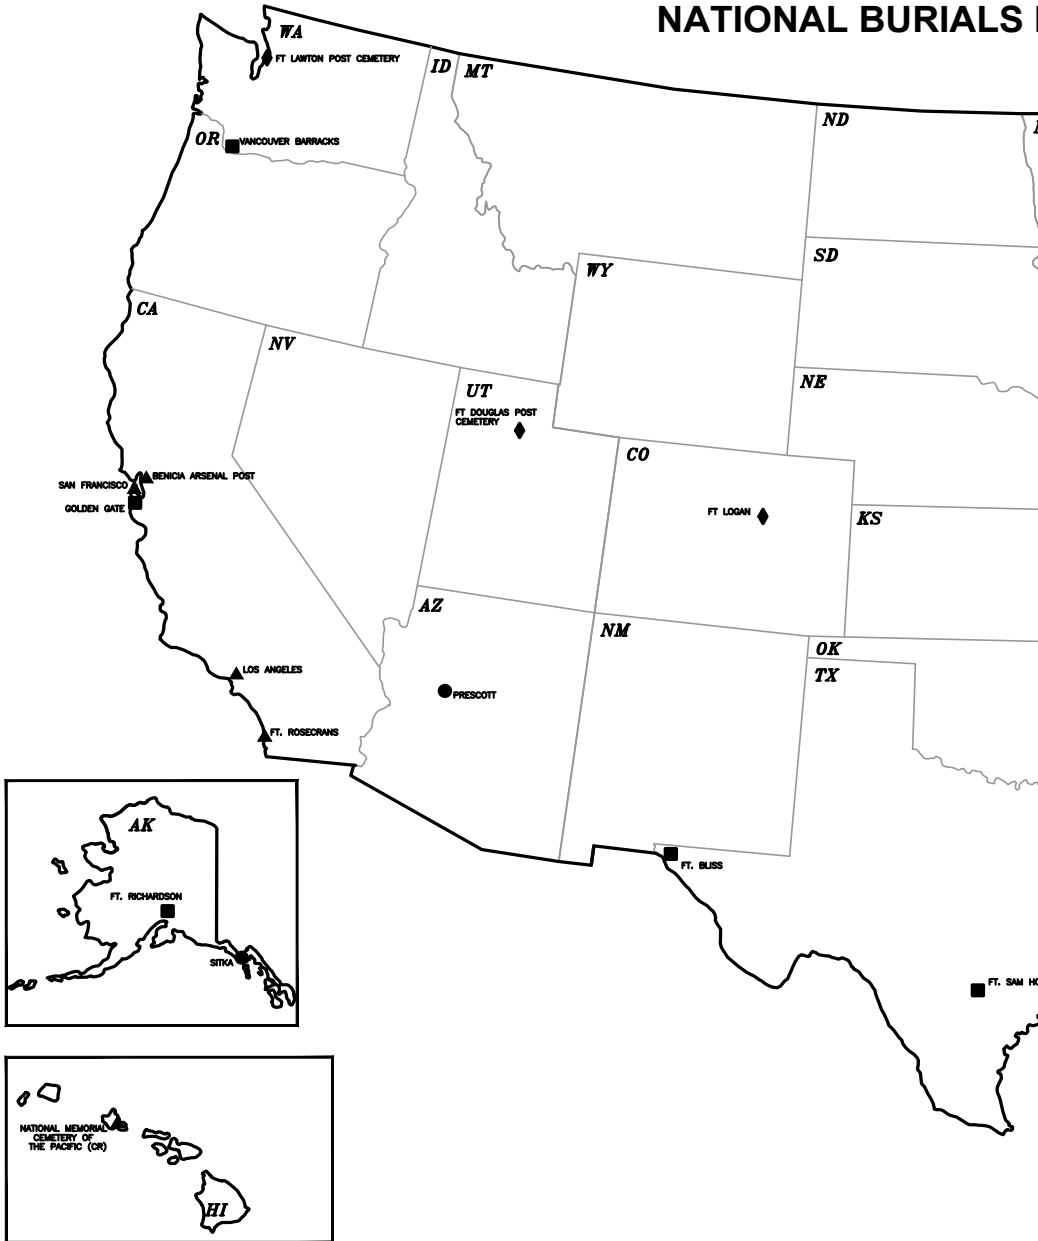 NATIONAL BURIALS
WA
FT LAWTON POST CEMETERY
ID
MT
ND
OR
VANCOUVER BARRACKS
SD
WY
CA
NV
NE
UT
FT DOUGLAS POST
CEMETERY
CO
BENICIA ARSENAL POST
SAN FRANCISCO
GOLDEN GATE
FT LOGAN
KS
AZ
NM
OK
TX
LOS ANGELES
PRESCOTT
FT. ROSECRANS
AK
FT. BLISS
FT. RICHARDSON
SITKA
FT. SAM HO
NATIONAL MEMORIAL
CEMETERY OF
THE PACIFIC (CR)
HI